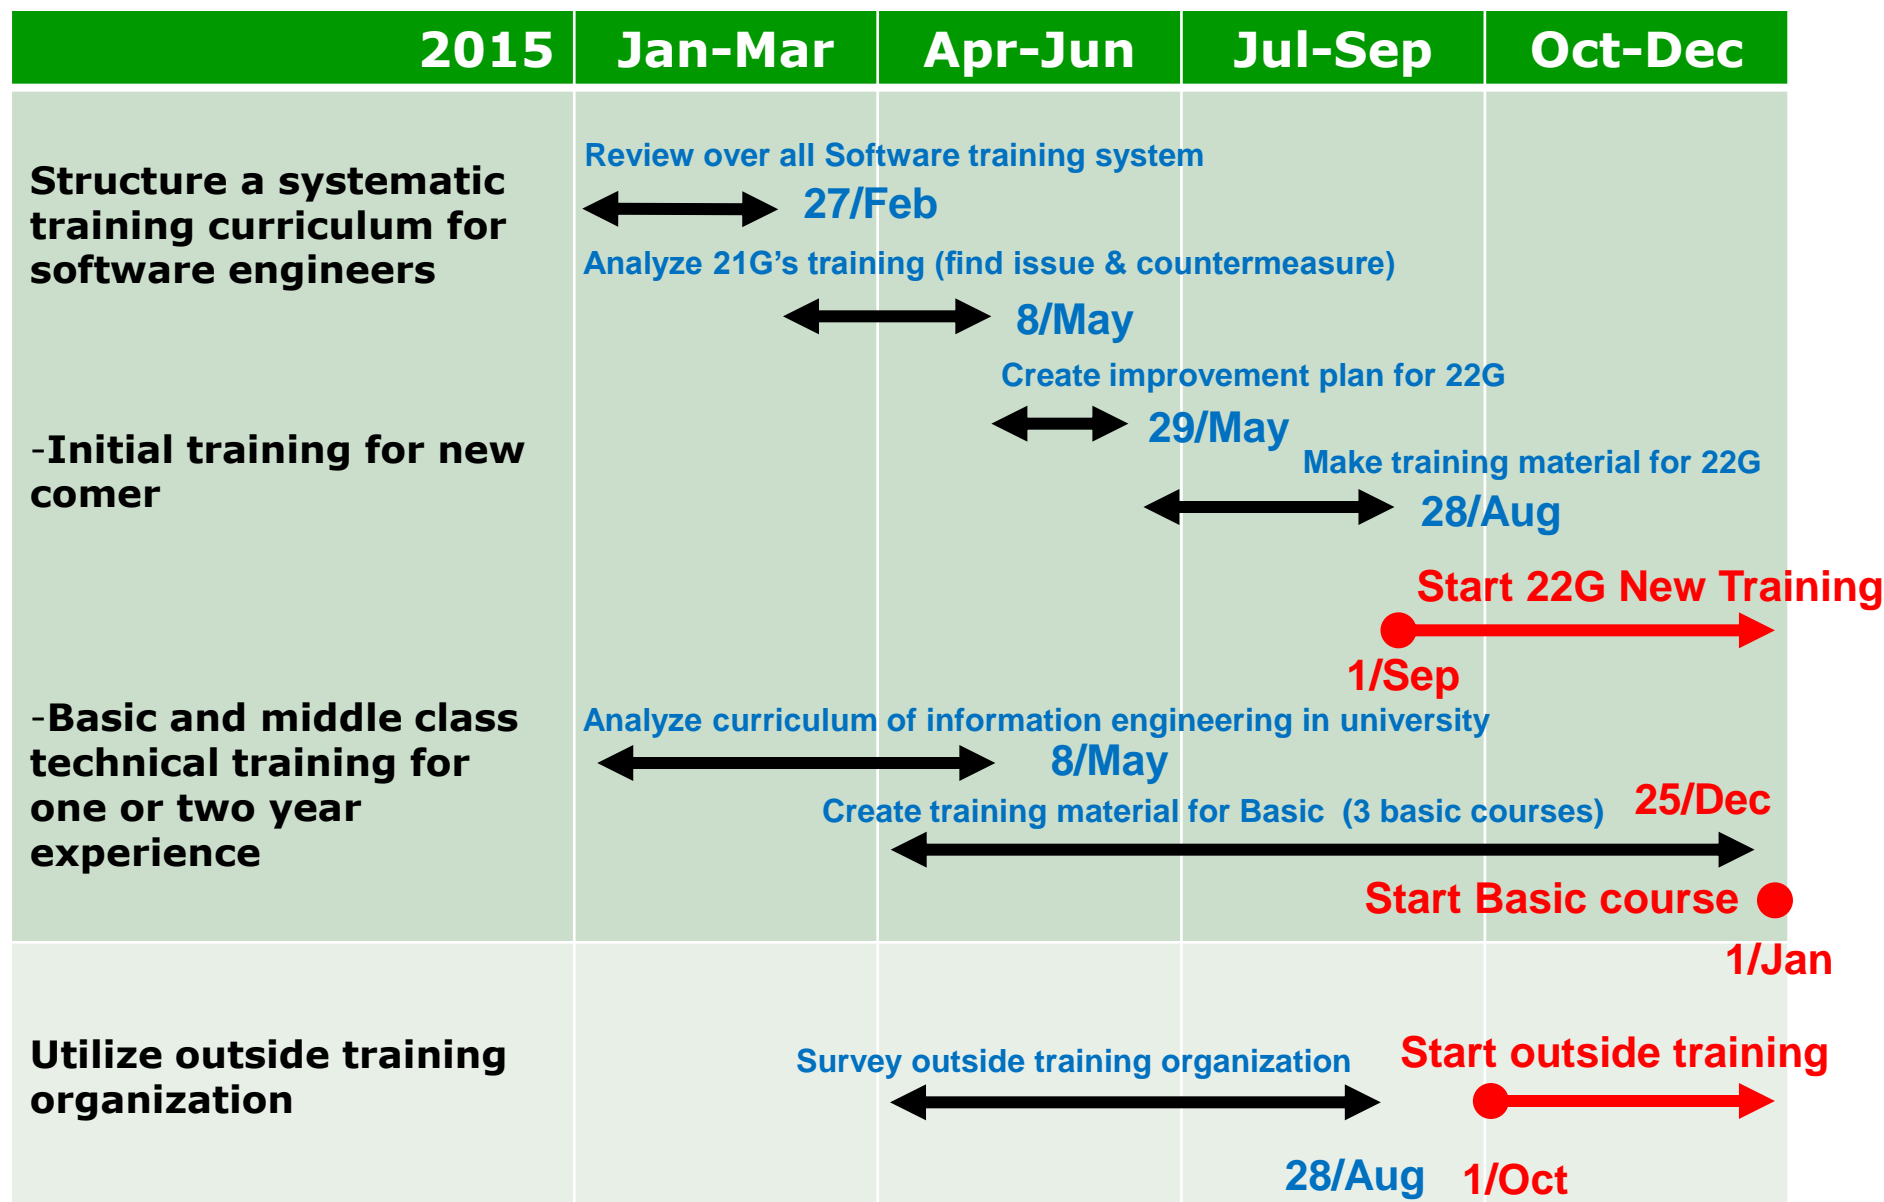 2015 Jan-Mar Apr-Jun Jul-Sep Oct-Dec
Structure a systematic
training curriculum for
software engineers
Review over all Software training system
27/Feb
Analyze 21G’s training (find issue & countermeasure)
8/May
Create improvement plan for 22G
29/May
-Initial training for new
comer
Make training material for 22G
28/Aug
Start 22G New Training
1/Sep
-Basic and middle class
technical training for
one or two year
experience
Analyze curriculum of information engineering in university
8/May
Create training material for Basic (3 basic courses)
25/Dec
Start Basic course
1/Jan
Utilize outside training
organization
Survey outside training organization
28/Aug
Start outside training
1/Oct